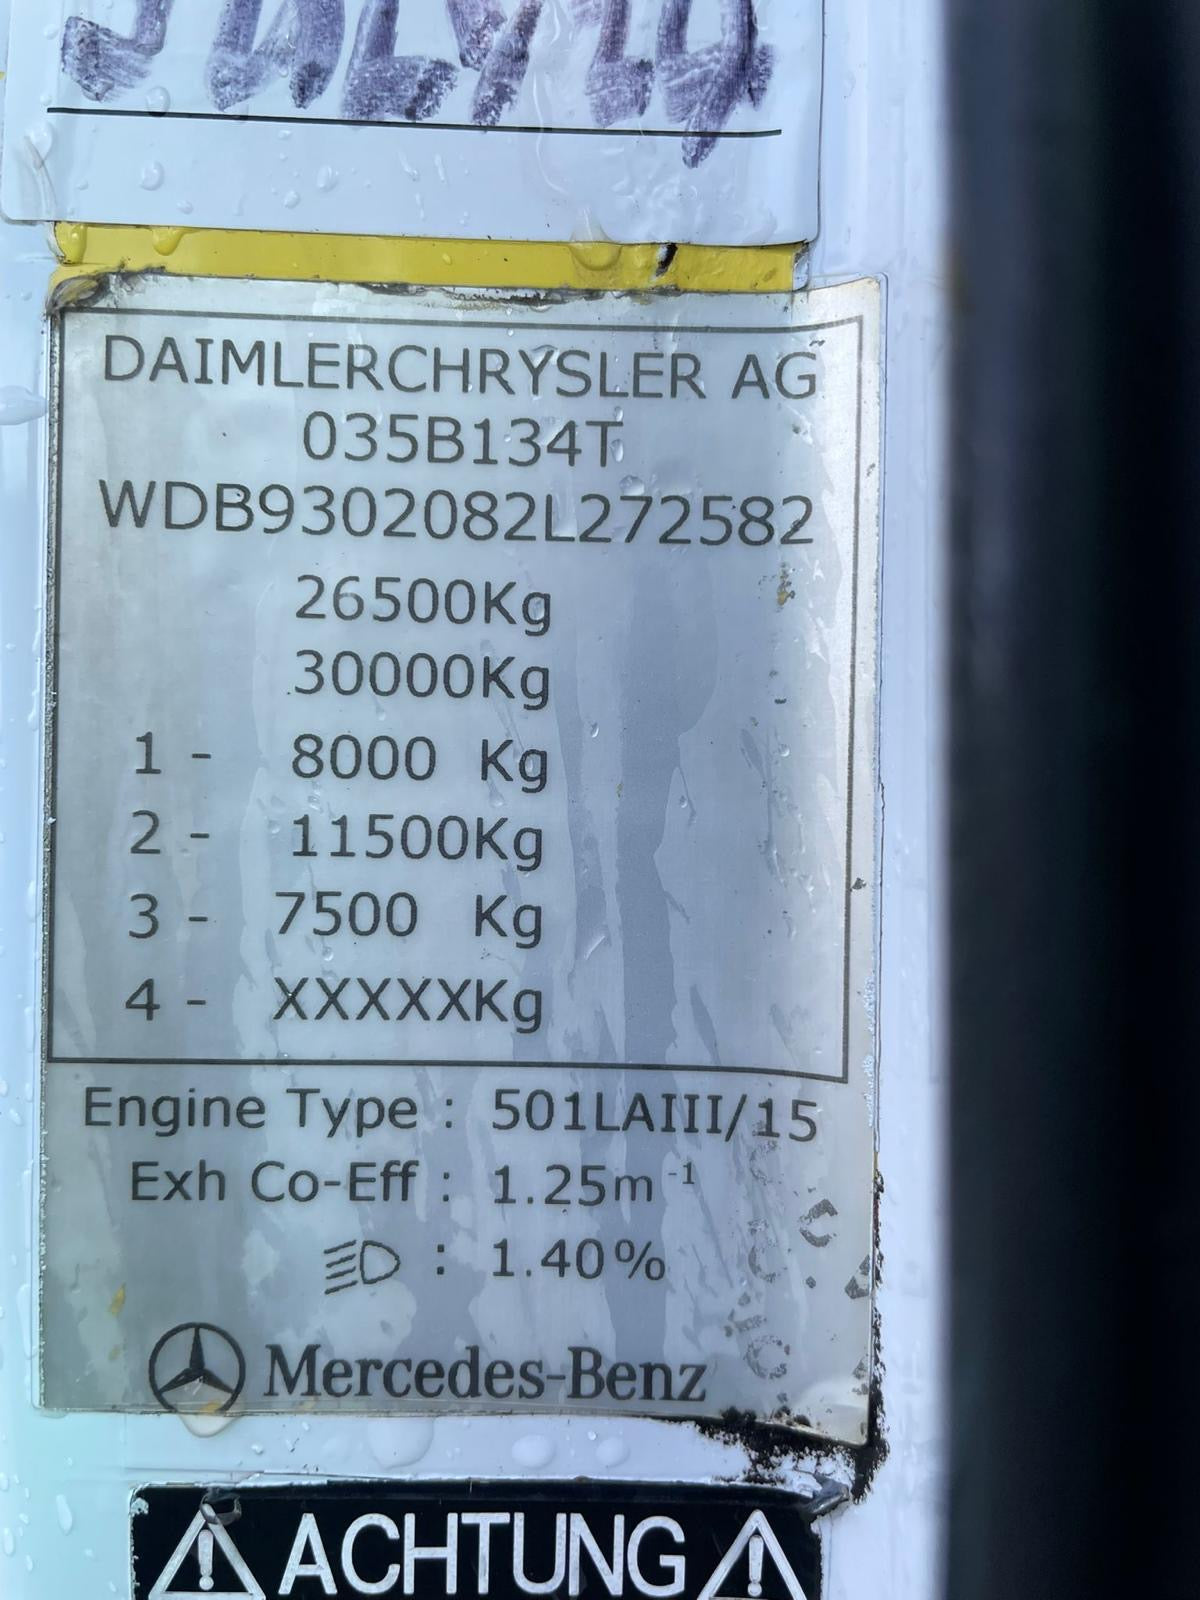 DAIMLERCHRYSLER AG
035B134T
WDB9302082L272582
26500Kg
30000Kg
1 - 8000 Kg
2 - 11500Kg
3 - 7500 Kg
4 - XXXXXKg
Engine Type : 501LAIII/15
Exh Co-Eff : 1.25m⁻¹
: 1.40%
Mercedes-Benz
ACHTUNG